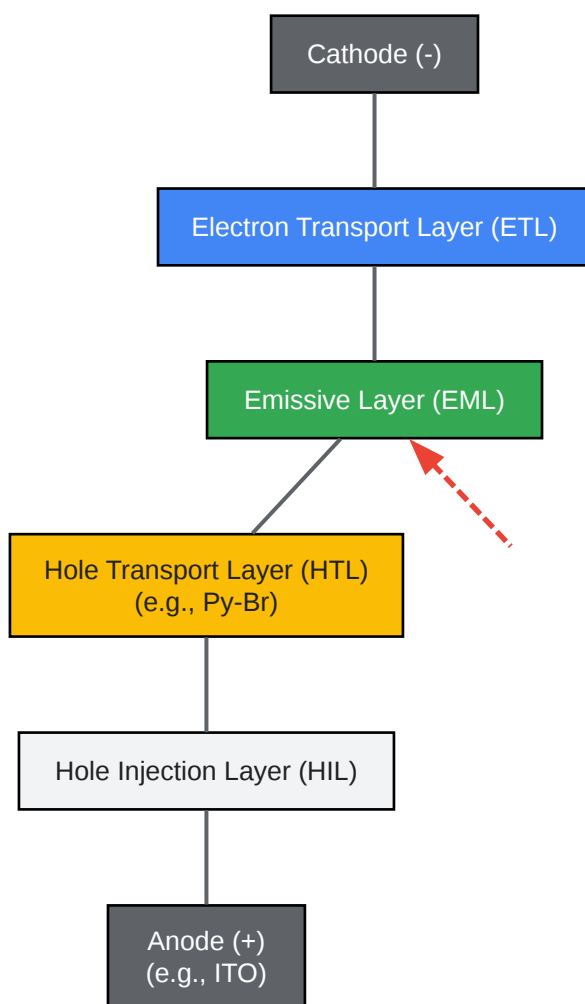 Cathode (-)
Electron Transport Layer (ETL)
Emissive Layer (EML)
Hole Transport Layer (HTL)
(e.g., Py-Br)
Hole Injection Layer (HIL)
Anode (+)
(e.g., ITO)